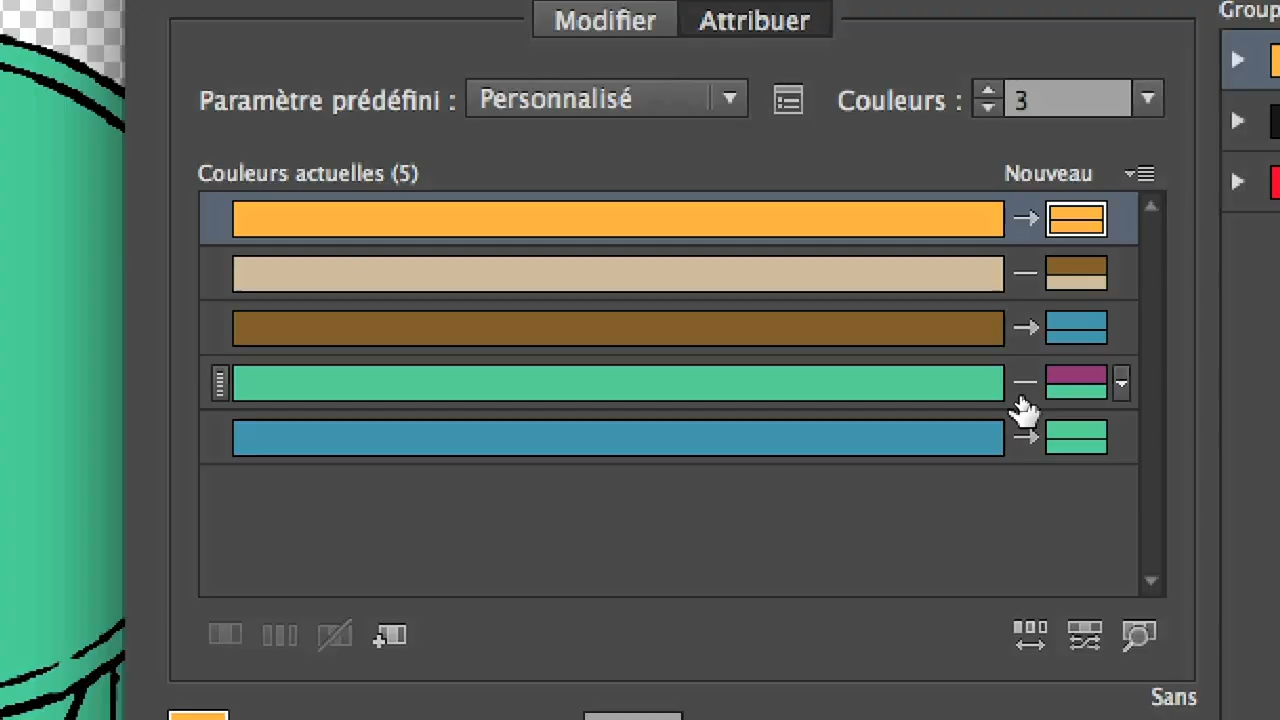 Modifier
Attribuer
Group
Paramètre prédéfini :
Personnalisé
Couleurs :
3
Couleurs actuelles (5)
Nouveau
Sans